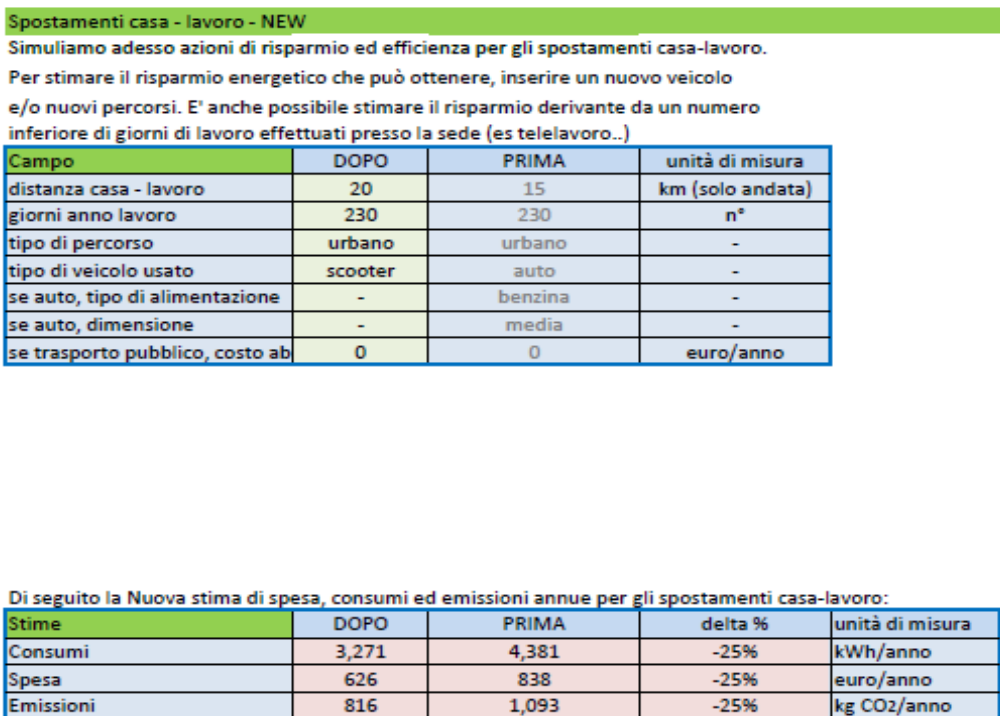 Spostamenti casa - lavoro - NEW
Simuliamo adesso azioni di risparmio ed efficienza per gli spostamenti casa-lavoro.
Per stimare il risparmio energetico che può ottenere, inserire un nuovo veicolo
e/o nuovi percorsi. E' anche possibile stimare il risparmio derivante da un numero
inferiore di giorni di lavoro effettuati presso la sede (es telelavoro..)
Campo DOPO PRIMA unità di misura
distanza casa - lavoro 20 15 km (solo andata)
giorni anno lavoro 230 230 n°
tipo di percorso urbano urbano -
tipo di veicolo usato scooter auto -
se auto, tipo di alimentazione - benzina -
se auto, dimensione - media -
se trasporto pubblico, costo ab 0 0 euro/anno
Di seguito la Nuova stima di spesa, consumi ed emissioni annue per gli spostamenti casa-lavoro:
Stime DOPO PRIMA delta % unità di misura
Consumi 3,271 4,381 -25% kWh/anno
Spesa 626 838 -25% euro/anno
Emissioni 816 1,093 -25% kg CO2/anno